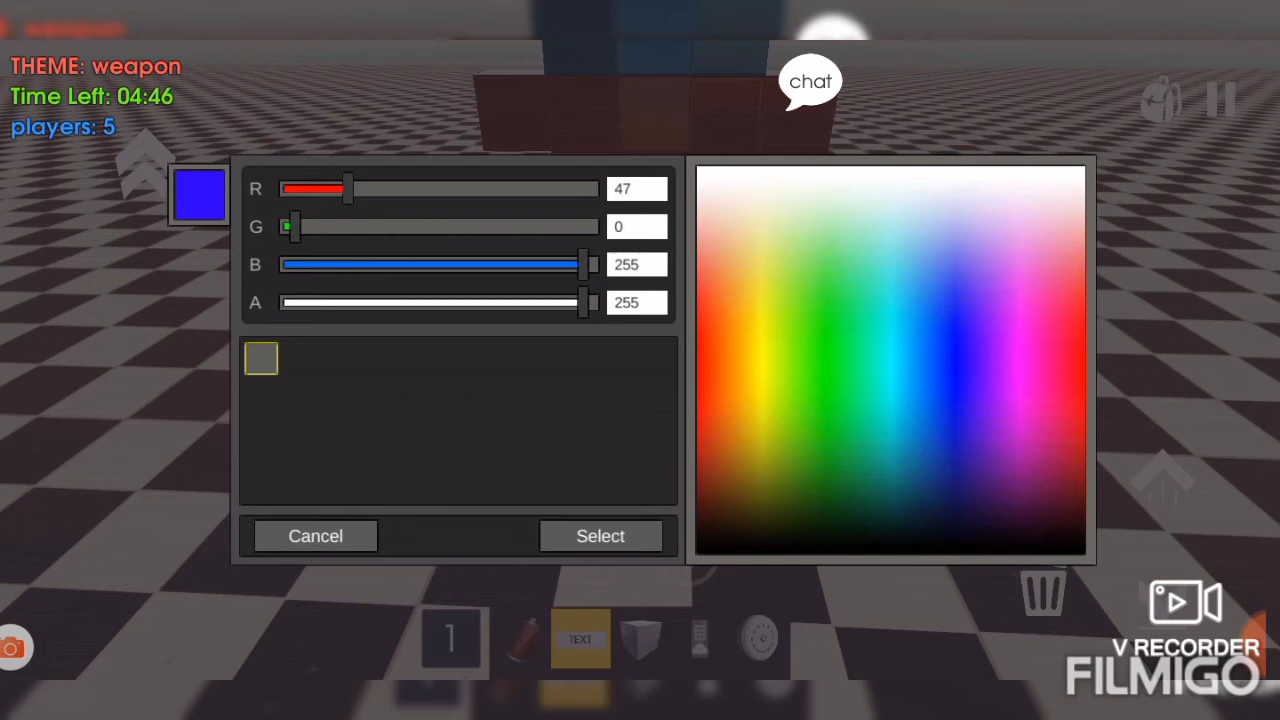 weapon
THEME: weapon
Time Left: 04:46
players: 5
chat
R 47
G 0
B 255
A 255
Cancel Select
1 TEXT
V RECORDER
FILMIGO